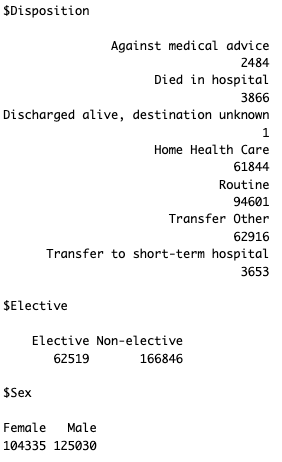 $Disposition
Against medical advice
2484
Died in hospital
3866
Discharged alive, destination unknown
1
Home Health Care
61844
Routine
94601
Transfer Other
62916
Transfer to short-term hospital
3653
$Elective
Elective Non-elective
62519 166846
$Sex
Female Male
104335 125030